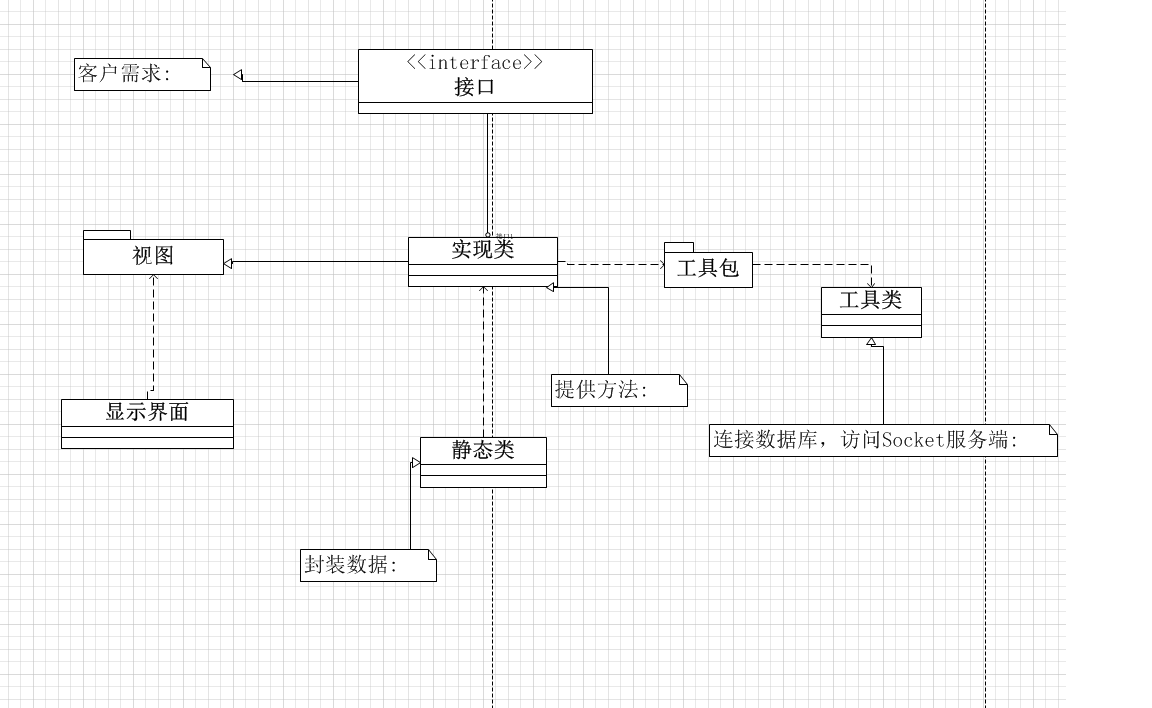 客户需求:
<<interface>>
接口
视图
实现类
工具包
工具类
显示界面
提供方法:
静态类
连接数据库，访问Socket服务端:
封装数据: